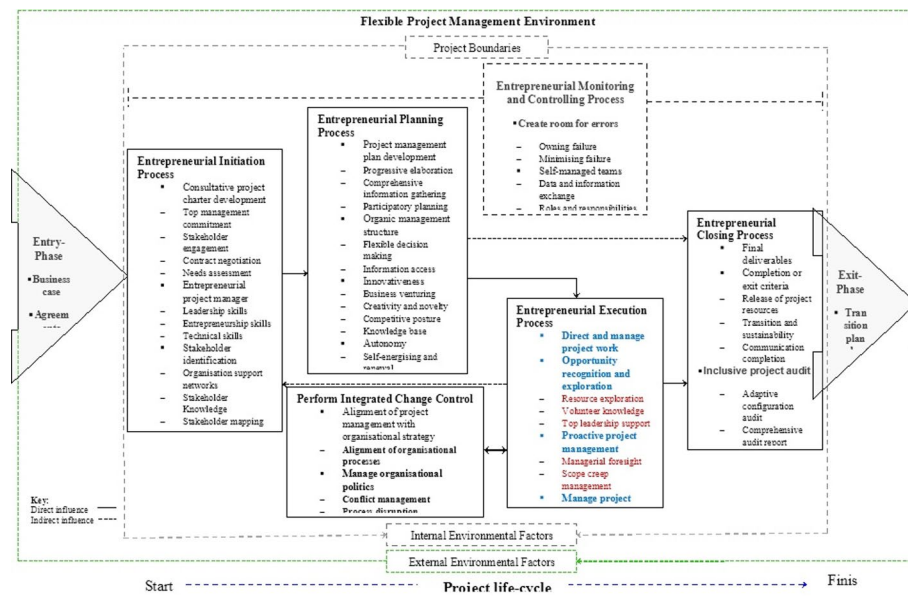 Flexible Project Management Environment
Project Boundaries
Entrepreneurial Monitoring
and Controlling Process
▪ Create room for errors
– Owning failure
– Minimising failure
▪ Self-managed teams
– Data and information
exchange
– Roles and responsibilities
Entrepreneurial Planning
Process
▪ Project management
plan development
– Progressive elaboration
– Comprehensive
information gathering
– Participatory planning
▪ Organic management
structure
– Flexible decision
making
– Information access
▪ Innovativeness
– Business venturing
– Creativity and novelty
– Competitive posture
– Knowledge base
▪ Autonomy
– Self-energising and
renewal
Entrepreneurial Initiation
Process
▪ Consultative project
charter development
– Top management
commitment
– Stakeholder
engagement
– Contract negotiation
– Needs assessment
▪ Entrepreneurial
project manager
– Leadership skills
– Entrepreneurship skills
– Technical skills
▪ Stakeholder
identification
– Organisation support
networks
– Stakeholder
Knowledge
– Stakeholder mapping
Entry-
Phase
▪ Business
case
▪ Agreem
Entrepreneurial
Closing Process
▪ Final
deliverables
▪ Completion or
exit criteria
– Release of project
resources
– Transition and
sustainability
– Communication
completion
▪ Inclusive project audit
– Adaptive
configuration
audit
– Comprehensive
audit report
Exit-
Phase
▪ Tran
sition
plan
Entrepreneurial Execution
Process
▪ Direct and manage
project work
▪ Opportunity
recognition and
exploration
– Resource exploration
– Volunteer knowledge
– Top leadership support
▪ Proactive project
management
– Managerial foresight
– Scope creep
management
▪ Manage project
Perform Integrated Change Control
▪ Alignment of project
management with
organisational strategy
– Alignment of organisational
processes
▪ Manage organisational
politics
– Conflict management
– Process disruption
Key:
Direct influence
Indirect influence
Internal Environmental Factors
External Environmental Factors
Start
Project life-cycle
Finis